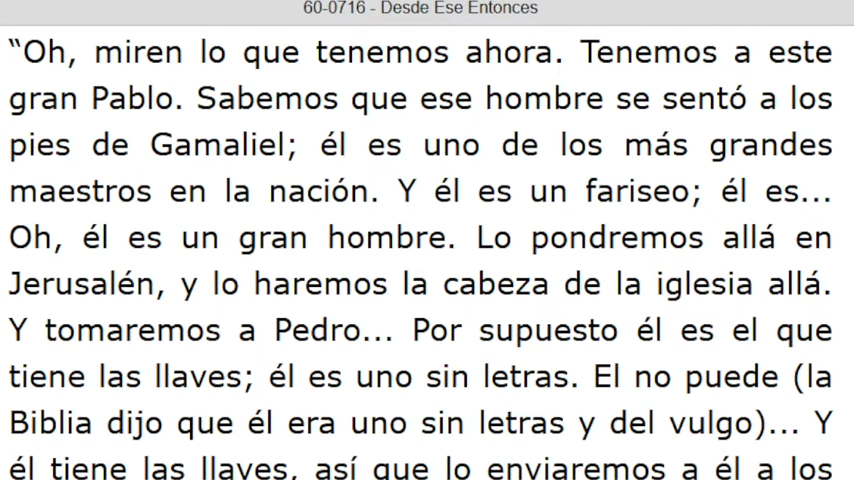 60-0716 - Desde Ese Entonces
“Oh, miren lo que tenemos ahora. Tenemos a este
gran Pablo. Sabemos que ese hombre se sentó a los
pies de Gamaliel; él es uno de los más grandes
maestros en la nación. Y él es un fariseo; él es...
Oh, él es un gran hombre. Lo pondremos allá en
Jerusalén, y lo haremos la cabeza de la iglesia allá.
Y tomaremos a Pedro... Por supuesto él es el que
tiene las llaves; él es uno sin letras. El no puede (la
Biblia dijo que él era uno sin letras y del vulgo)... Y
él tiene las llaves, así que lo enviaremos a él a los